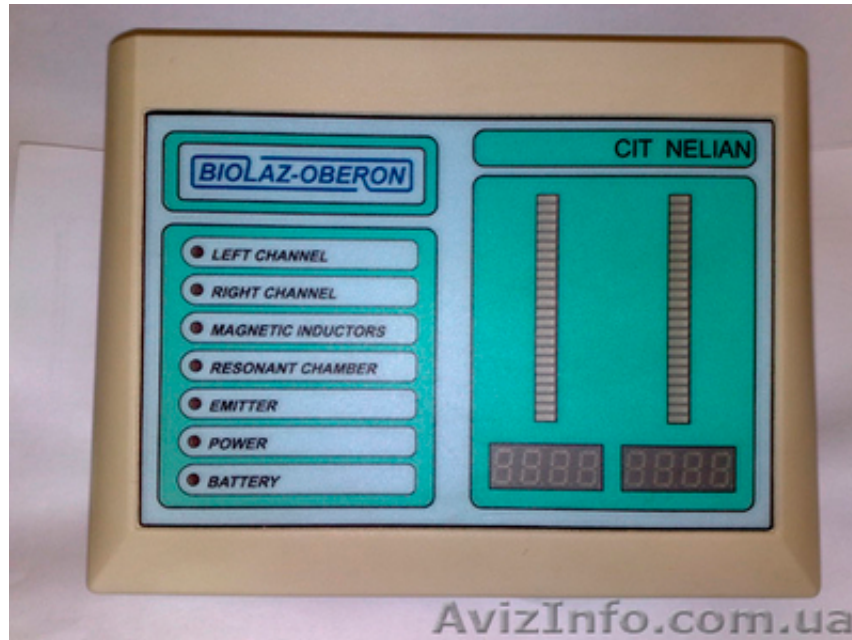 BIOLAZ-OBERON
LEFT CHANNEL
RIGHT CHANNEL
MAGNETIC INDUCTORS
RESONANT CHAMBER
EMITTER
POWER
BATTERY
CIT NELIAN
AvizInfo.com.ua